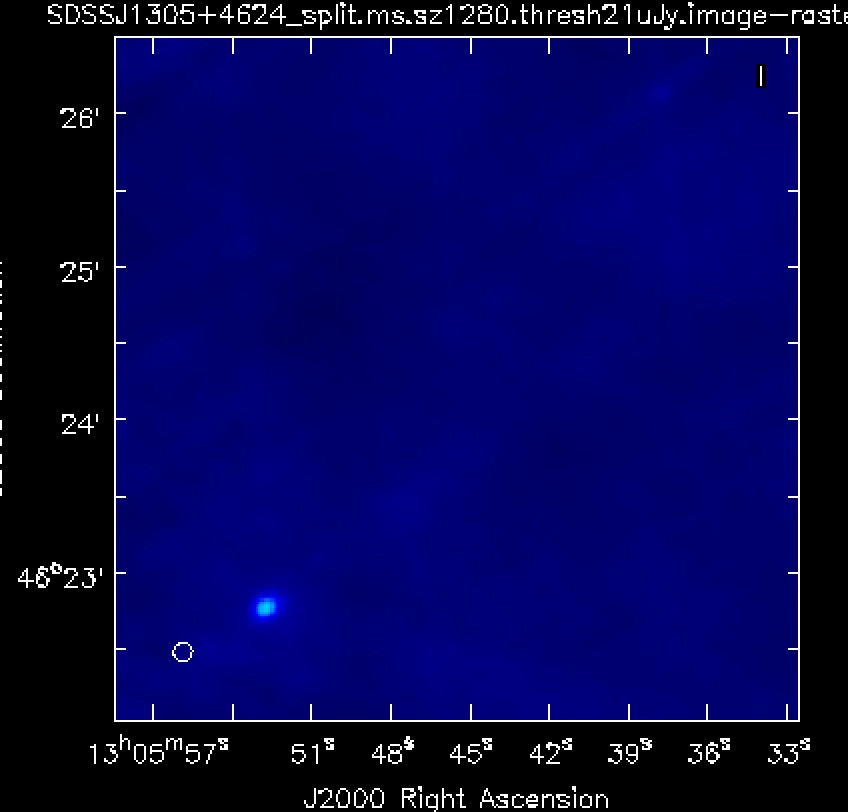 SDSSJ1305+4624_split.ms.sz1280.thresh21uJy.image-raste
I
26'
25'
24'
46°23'
13h05m57s 51s 48s 45s 42s 39s 36s 33s
J2000 Right Ascension